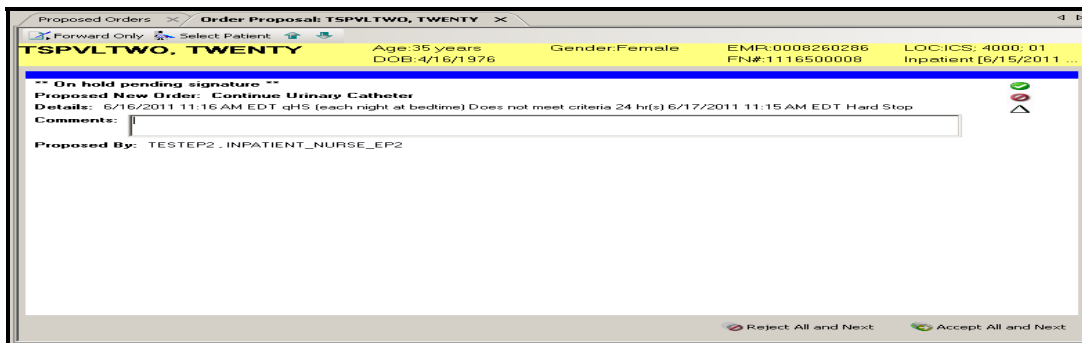 Proposed Orders Order Proposal: TSPVLTWO, TWENTY
Forward Only Select Patient
TSPVLTWO, TWENTY Age:35 years Gender:Female EMR:0008260286 LOC:ICS; 4000; 01
DOB:4/16/1976 FN#:1116500008 Inpatient [6/15/2011 ...
** On hold pending signature **
Proposed New Order: Continue Urinary Catheter
Details: 6/16/2011 11:16 AM EDT qHS (each night at bedtime) Does not meet criteria 24 hr(s) 6/17/2011 11:15 AM EDT Hard Stop
Comments:
Proposed By: TESTEP2 , INPATIENT_NURSE_EP2
Reject All and Next Accept All and Next